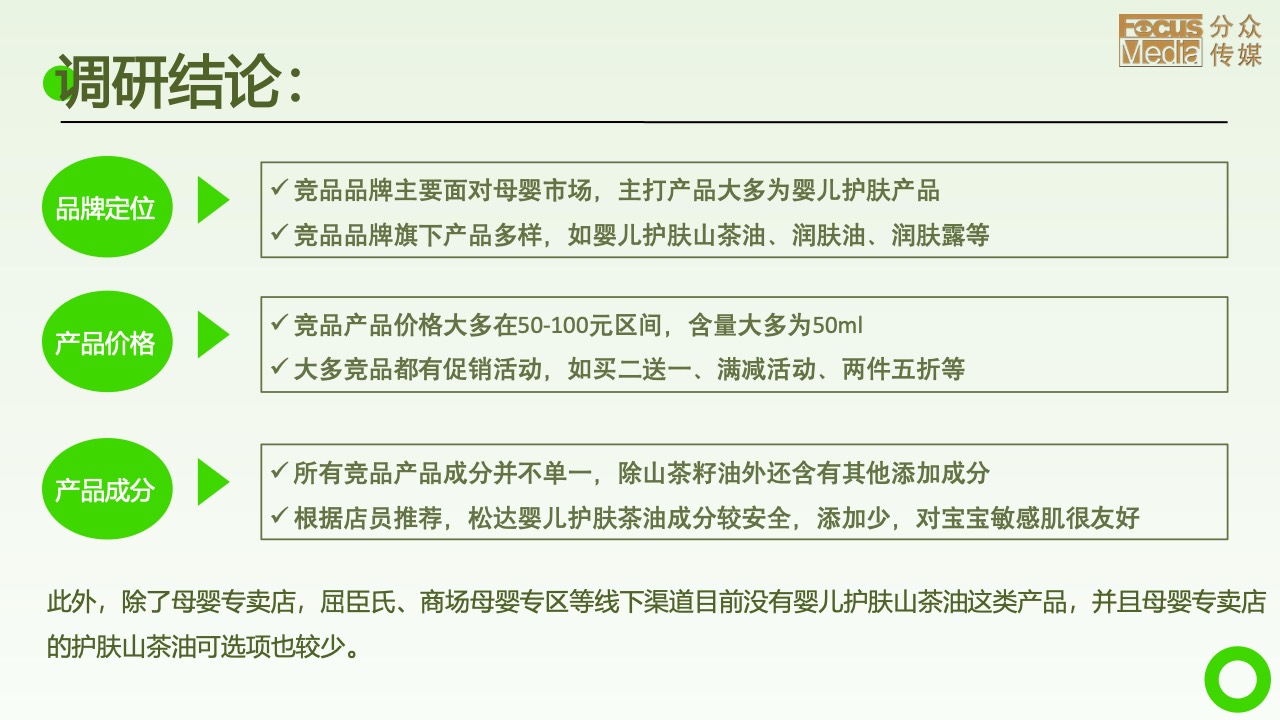 Focus Media
分众
传媒
调研结论：
品牌定位
竞品品牌主要面对母婴市场，主打产品大多为婴儿护肤产品
竞品品牌旗下产品多样，如婴儿护肤山茶油、润肤油、润肤露等
产品价格
竞品产品价格大多在50-100元区间，含量大多为50ml
大多竞品都有促销活动，如买二送一、满减活动、两件五折等
产品成分
所有竞品产品成分并不单一，除山茶籽油外还含有其他添加成分
根据店员推荐，松达婴儿护肤茶油成分较安全，添加少，对宝宝敏感肌很友好
此外，除了母婴专卖店，屈臣氏、商场母婴专区等线下渠道目前没有婴儿护肤山茶油这类产品，并且母婴专卖店
的护肤山茶油可选项也较少。